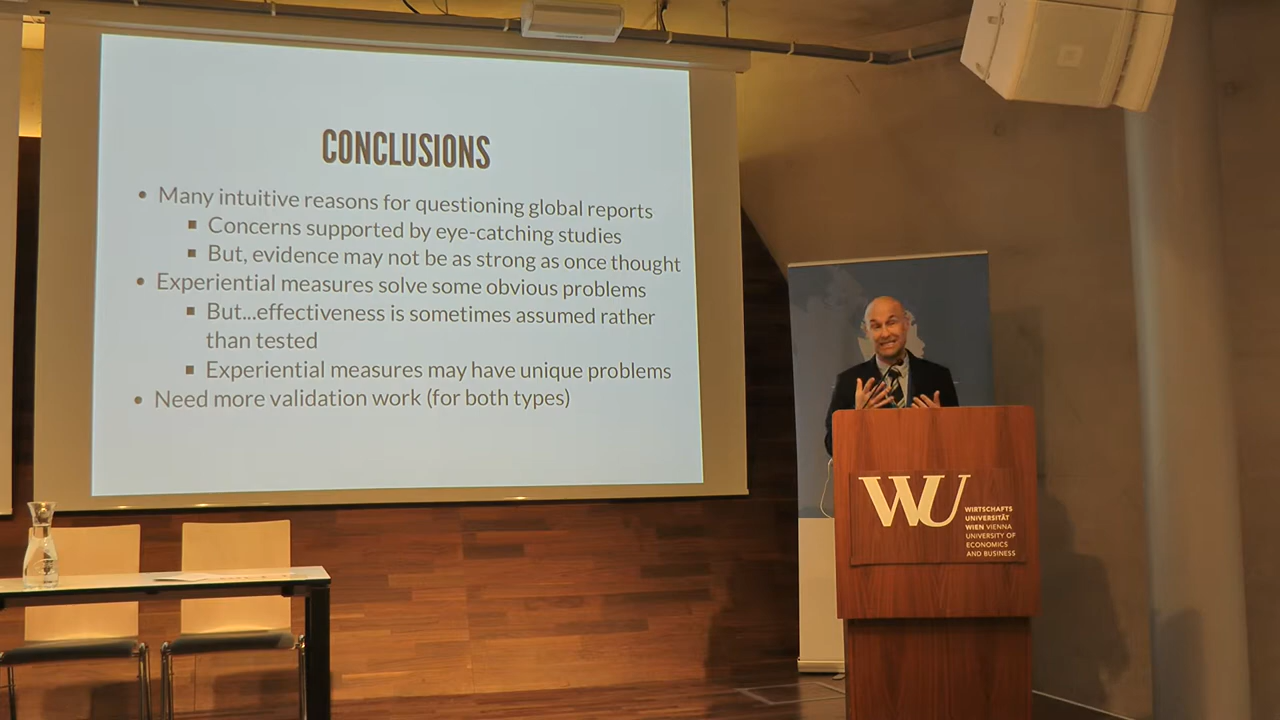 CONCLUSIONS
• Many intuitive reasons for questioning global reports
▪ Concerns supported by eye-catching studies
▪ But, evidence may not be as strong as once thought
• Experiential measures solve some obvious problems
▪ But...effectiveness is sometimes assumed rather
than tested
▪ Experiential measures may have unique problems
• Need more validation work (for both types)
WU
WIRTSCHAFTS
UNIVERSITÄT
WIEN VIENNA
UNIVERSITY OF
ECONOMICS
AND BUSINESS